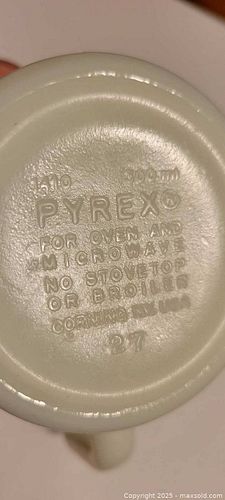 1410 300 ml
PYREX®
FOR OVEN AND
MICROWAVE
NO STOVETOP
OR BROILER
CORNING NY USA
27
Copyright 2025 - maxsold.com